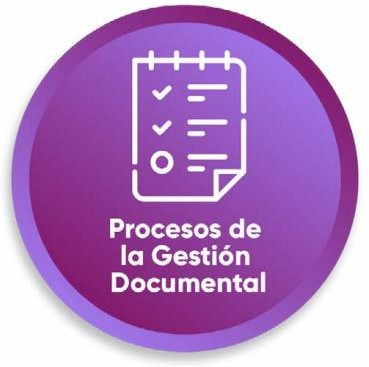 Procesos de
la Gestión
Documental